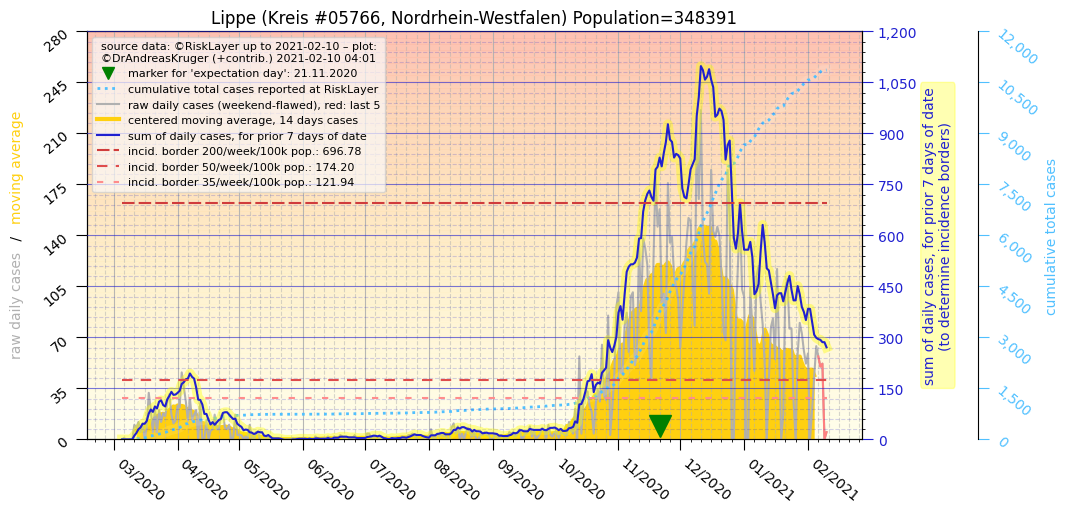 Lippe (Kreis #05766, Nordrhein-Westfalen) Population=348391
source data: ©RiskLayer up to 2021-02-10 – plot:
©DrAndreasKruger (+contrib.) 2021-02-10 04:01
marker for 'expectation day': 21.11.2020
cumulative total cases reported at RiskLayer
raw daily cases (weekend-flawed), red: last 5
centered moving average, 14 days cases
sum of daily cases, for prior 7 days of date
incid. border 200/week/100k pop.: 696.78
incid. border 50/week/100k pop.: 174.20
incid. border 35/week/100k pop.: 121.94
raw daily cases / moving average
280
245
210
175
140
105
70
35
0
03/2020
04/2020
05/2020
06/2020
07/2020
08/2020
09/2020
10/2020
11/2020
12/2020
01/2021
02/2021
1,200
1,050
900
750
600
450
300
150
0
sum of daily cases, for prior 7 days of date
(to determine incidence borders)
12,000
10,500
9,000
7,500
6,000
4,500
3,000
1,500
0
cumulative total cases